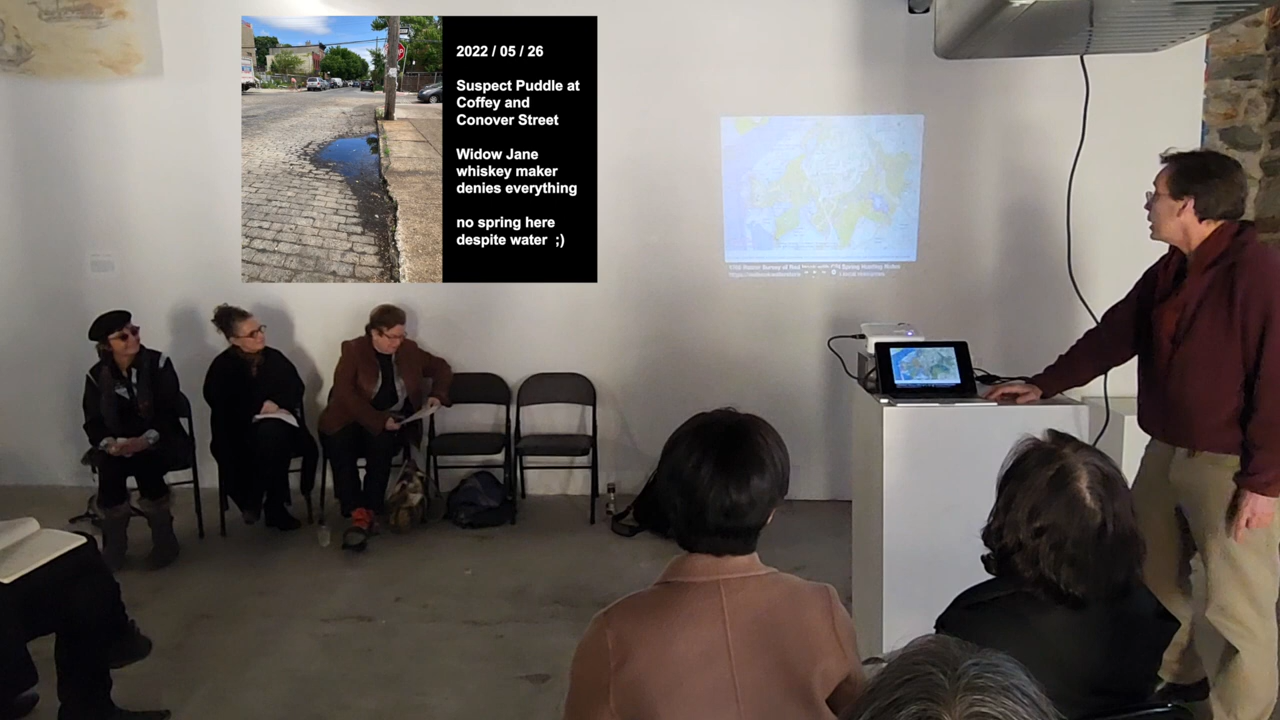 2022 / 05 / 26
Suspect Puddle at
Coffey and
Conover Street
Widow Jane
whiskey maker
denies everything
no spring here
despite water ;)